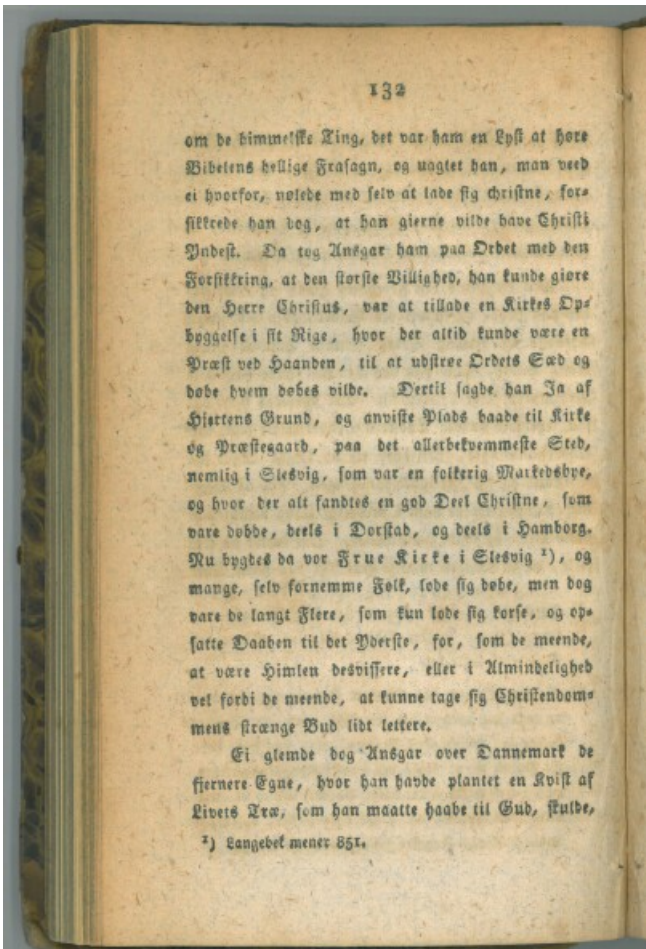 132
om de himmelske Ting, det var ham en Lyst at høre
Bibelens hellige Frasagn, og uagtet han, man veed
ei hvorfor, nølede med selv at lade sig christne, for-
sikkrede han dog, at han gierne vilde have Christi
Yndest. Da tog Ansgar ham paa Ordet med den
Forsikkring, at den største Villighed, han kunde giøre
den Herre Christus, var at tillade en Kirkes Op-
byggelse i sit Rige, hvor der altid kunde være en
Præst ved Haanden, til at udstrøe Ordets Sæd og
døbe hvem døbes vilde. Dertil sagde han Ja af
Hjertens Grund, og anviste Plads baade til Kirke
og Præstegaard, paa det allerbekvemmeste Sted,
nemlig i Slesvig, som var en folkerig Markedsbye,
og hvor der alt fandtes en god Deel Christne, som
vare døbde, deels i Dorstad, og deels i Hamborg.
Nu bygdes da vor Frue Kirke i Slesvig ¹), og
mange, selv fornemme Folk, lode sig døbe, men dog
vare de langt Flere, som kun lode sig korse, og op-
satte Daaben til det Yderste, for, som de meende,
at være Himlen desvissere, eller i Almindelighed
vel fordi de meende, at kunne tage sig Christendom-
mens strænge Bud lidt lettere.
Ei glemde dog Ansgar over Dannemark de
fjernere Egne, hvor han havde plantet en Kvist af
Livets Træ, som han maatte haabe til Gud, skulde,
¹) Langebek mener 851.